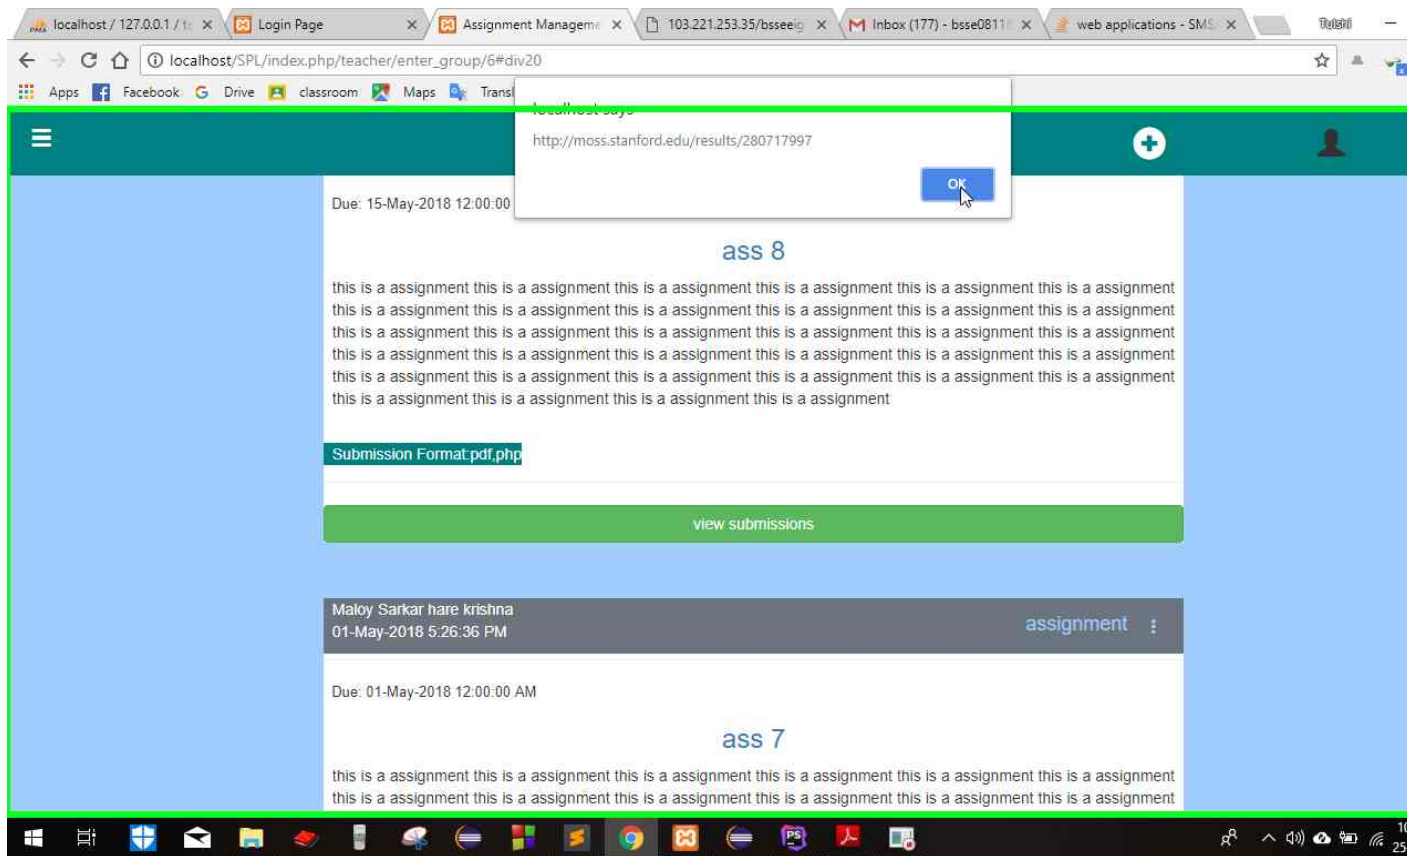 localhost / 127.0.0.1 / te
Login Page
Assignment Manageme
103.221.253.35/bsseeig
Inbox (177) - bsse0811
web applications - SMS
Tulshi
localhost/SPL/index.php/teacher/enter_group/6#div20
Apps
Facebook
Drive
classroom
Maps
Transl
localhost says
http://moss.stanford.edu/results/280717997
OK
Due: 15-May-2018 12:00:00
ass 8
this is a assignment this is a assignment this is a assignment this is a assignment this is a assignment this is a assignment
this is a assignment this is a assignment this is a assignment this is a assignment this is a assignment this is a assignment
this is a assignment this is a assignment this is a assignment this is a assignment this is a assignment this is a assignment
this is a assignment this is a assignment this is a assignment this is a assignment this is a assignment this is a assignment
this is a assignment this is a assignment this is a assignment this is a assignment this is a assignment this is a assignment
this is a assignment this is a assignment this is a assignment this is a assignment
Submission Format:pdf,php
view submissions
Maloy Sarkar hare krishna
01-May-2018 5:26:36 PM
assignment
Due: 01-May-2018 12:00:00 AM
ass 7
this is a assignment this is a assignment this is a assignment this is a assignment this is a assignment this is a assignment
this is a assignment this is a assignment this is a assignment this is a assignment this is a assignment this is a assignment
10
25